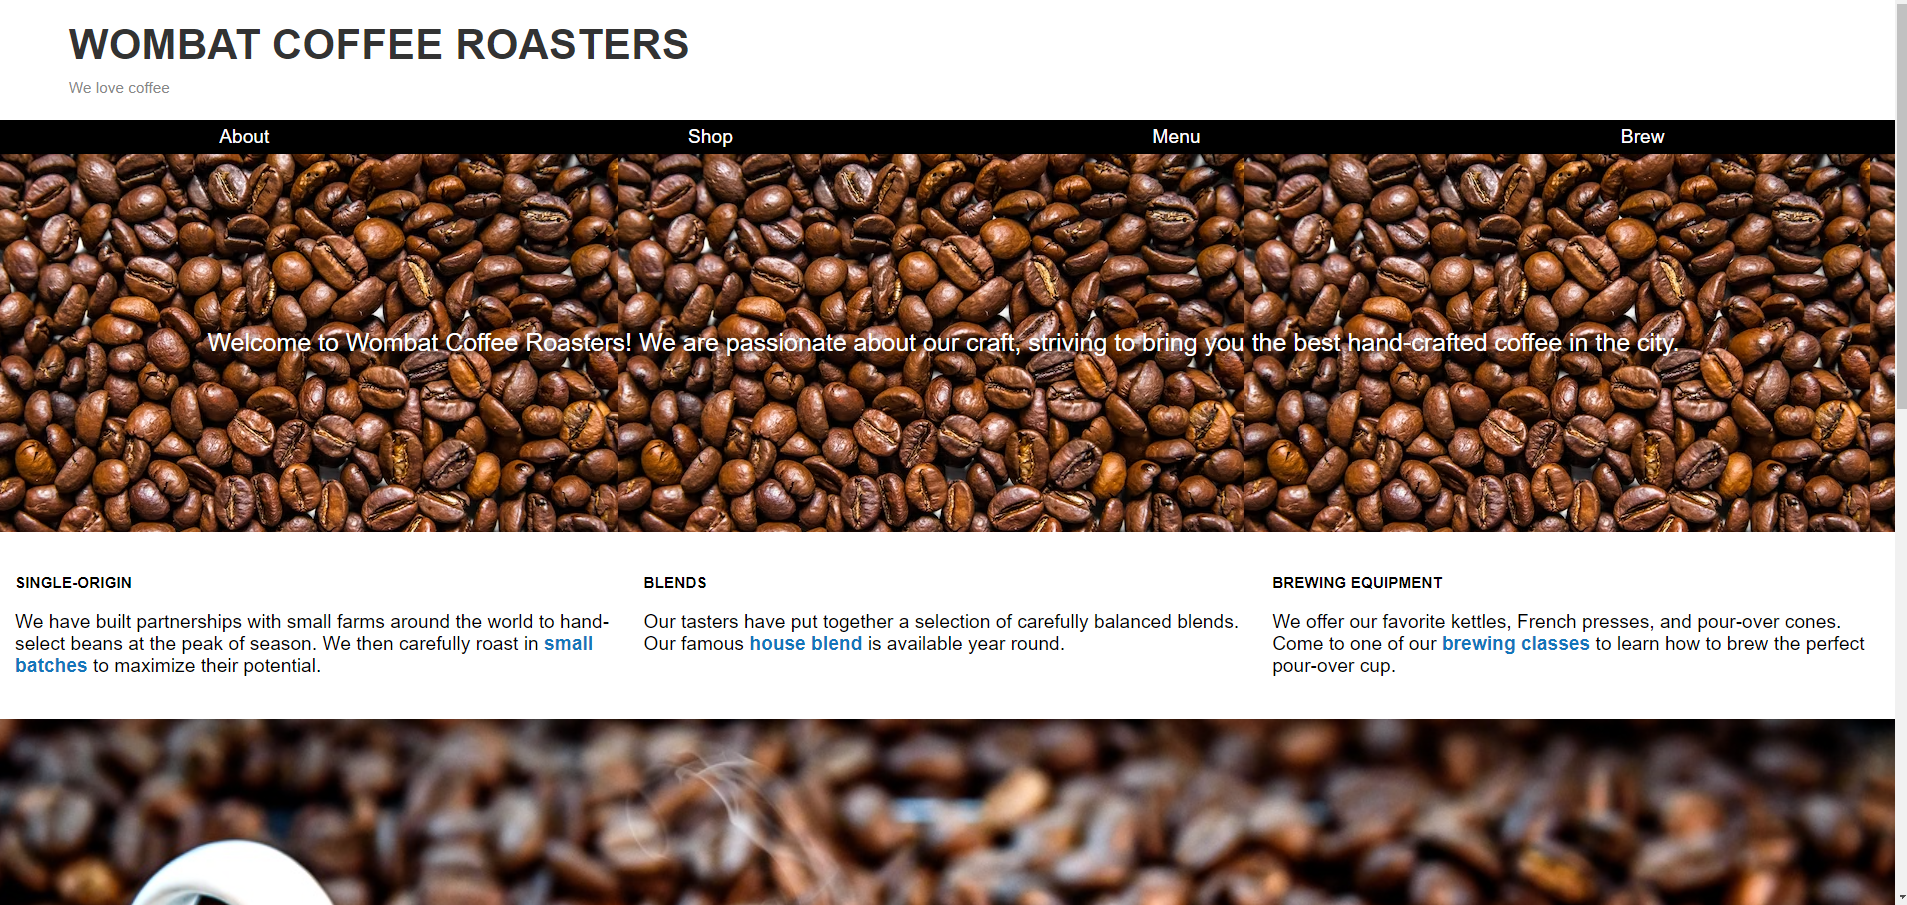 WOMBAT COFFEE ROASTERS
We love coffee
About Shop Menu Brew
Welcome to Wombat Coffee Roasters! We are passionate about our craft, striving to bring you the best hand-crafted coffee in the city.
SINGLE-ORIGIN
We have built partnerships with small farms around the world to hand-
select beans at the peak of season. We then carefully roast in small
batches to maximize their potential.
BLENDS
Our tasters have put together a selection of carefully balanced blends.
Our famous house blend is available year round.
BREWING EQUIPMENT
We offer our favorite kettles, French presses, and pour-over cones.
Come to one of our brewing classes to learn how to brew the perfect
pour-over cup.